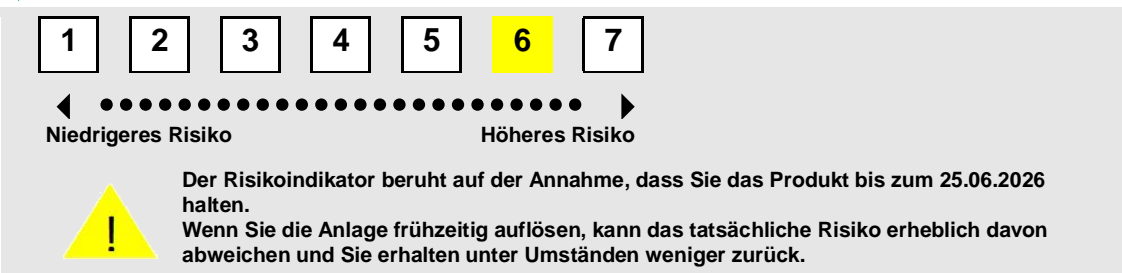 1 2 3 4 5 6 7
Niedrigeres Risiko Höheres Risiko
Der Risikoindikator beruht auf der Annahme, dass Sie das Produkt bis zum 25.06.2026
halten.
Wenn Sie die Anlage frühzeitig auflösen, kann das tatsächliche Risiko erheblich davon
abweichen und Sie erhalten unter Umständen weniger zurück.
!